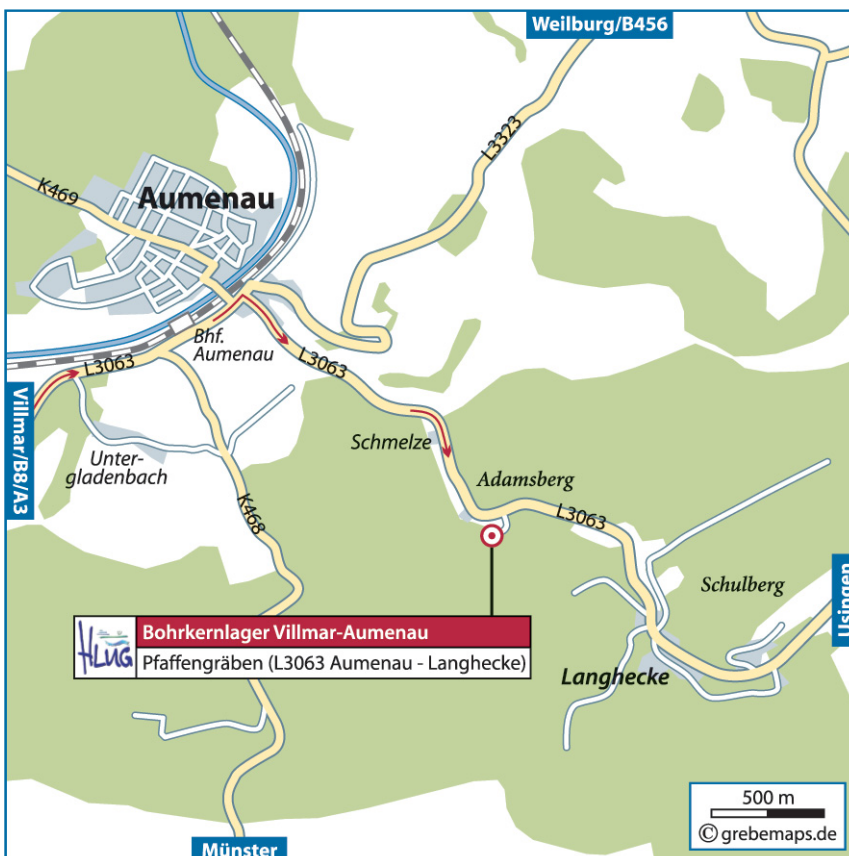 Weilburg/B456
L3323
K469
Aumenau
Bhf.
Aumenau
L3063
L3063
Villmar/B8/A3
Schmelze
Unter-
gladenbach
Adamsberg
K468
L3063
Schulberg
Usingen
HLUG
Bohrkernlager Villmar-Aumenau
Pfaffengräben (L3063 Aumenau - Langhecke)
Langhecke
500 m
© grebemaps.de
Münster